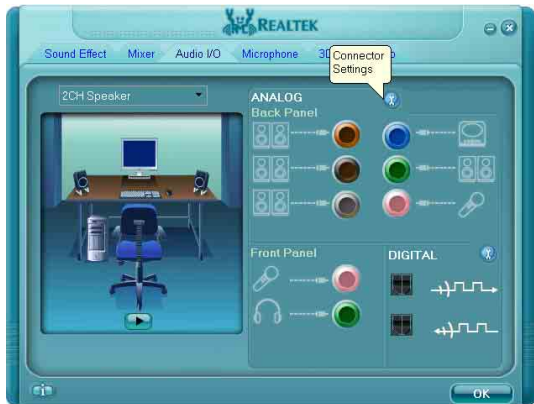 REALTEK
Sound Effect Mixer Audio I/O Microphone 3D
Connector
Settings
2CH Speaker
ANALOG
Back Panel
Front Panel
DIGITAL
OK